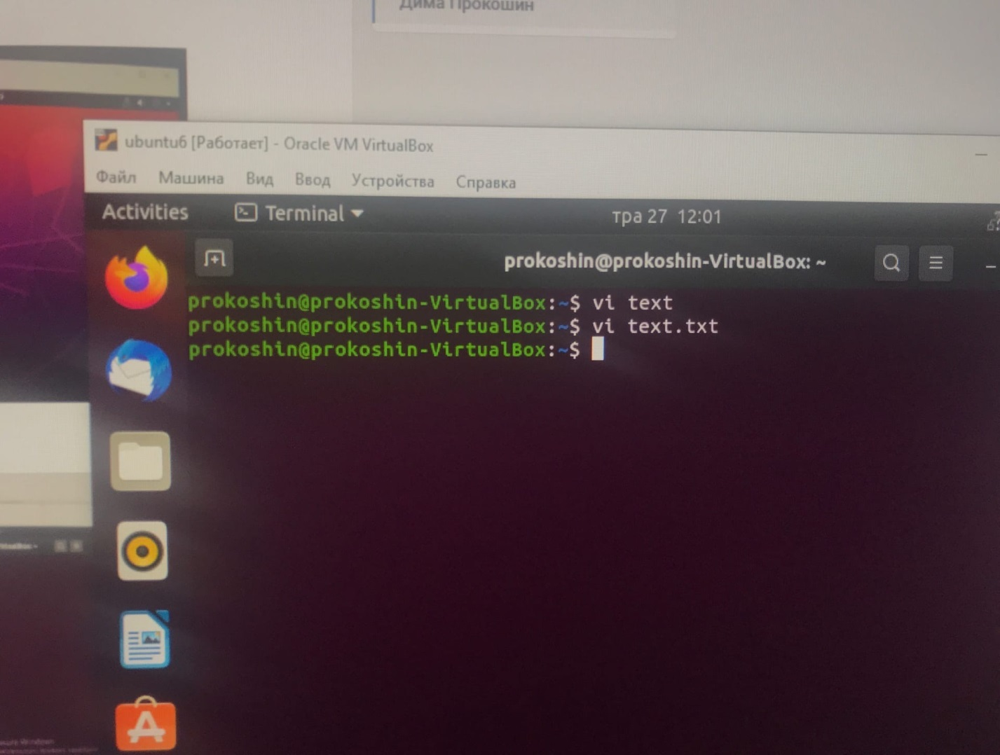 Дима Прокошин
ubuntu6 [Работает] - Oracle VM VirtualBox
Файл Машина Вид Ввод Устройства Справка
Activities Terminal тра 27 12:01
prokoshin@prokoshin-VirtualBox: ~
prokoshin@prokoshin-VirtualBox:~$ vi text
prokoshin@prokoshin-VirtualBox:~$ vi text.txt
prokoshin@prokoshin-VirtualBox:~$